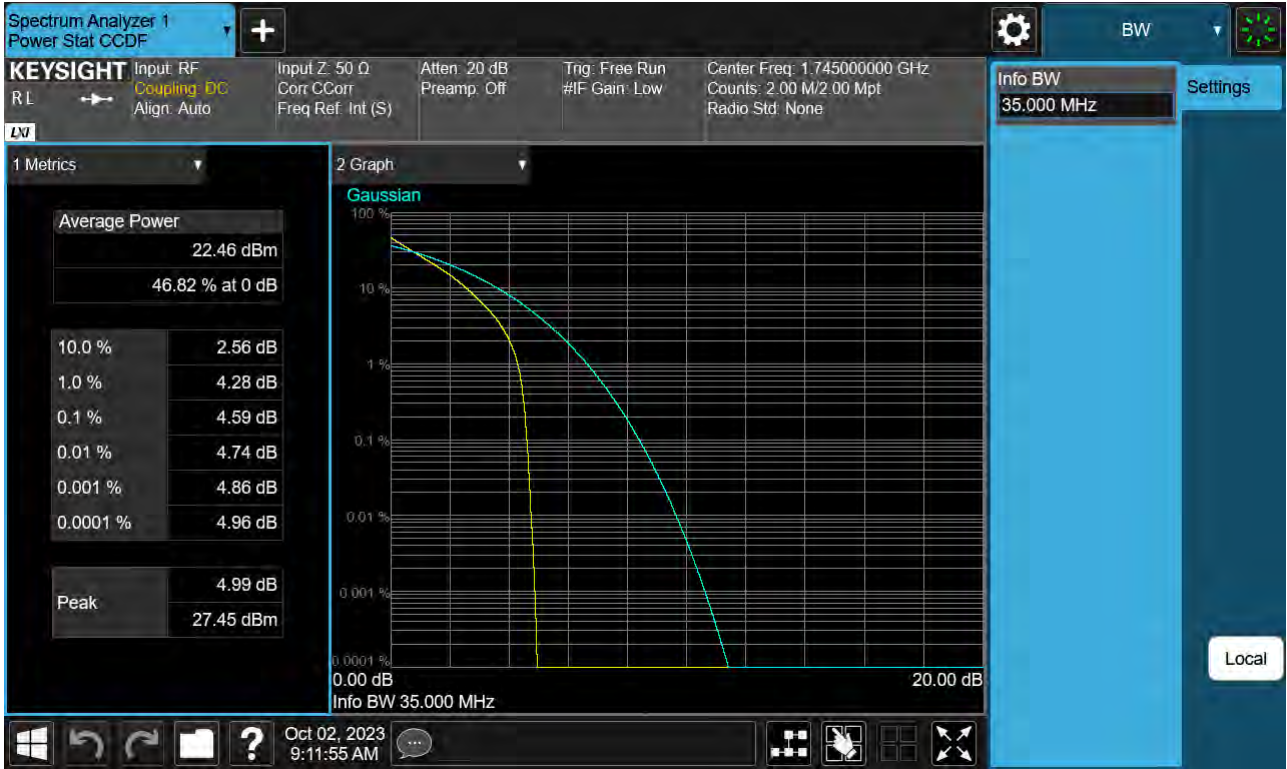 Spectrum Analyzer 1
Power Stat CCDF
+
BW
KEYSIGHT
R L
LXI
Input: RF
Coupling: DC
Align: Auto
Input Z: 50 Ω
Corr CCorr
Freq Ref: Int (S)
Atten: 20 dB
Preamp: Off
Trig: Free Run
#IF Gain: Low
Center Freq: 1.745000000 GHz
Counts: 2.00 M/2.00 Mpt
Radio Std: None
Info BW
35.000 MHz
Settings
1 Metrics
Average Power
22.46 dBm
46.82 % at 0 dB
10.0 % 2.56 dB
1.0 % 4.28 dB
0.1 % 4.59 dB
0.01 % 4.74 dB
0.001 % 4.86 dB
0.0001 % 4.96 dB
Peak
4.99 dB
27.45 dBm
2 Graph
Gaussian
100 %
10 %
1 %
0.1 %
0.01 %
0.001 %
0.0001 %
0.00 dB 20.00 dB
Info BW 35.000 MHz
Local
?
Oct 02, 2023
9:11:55 AM